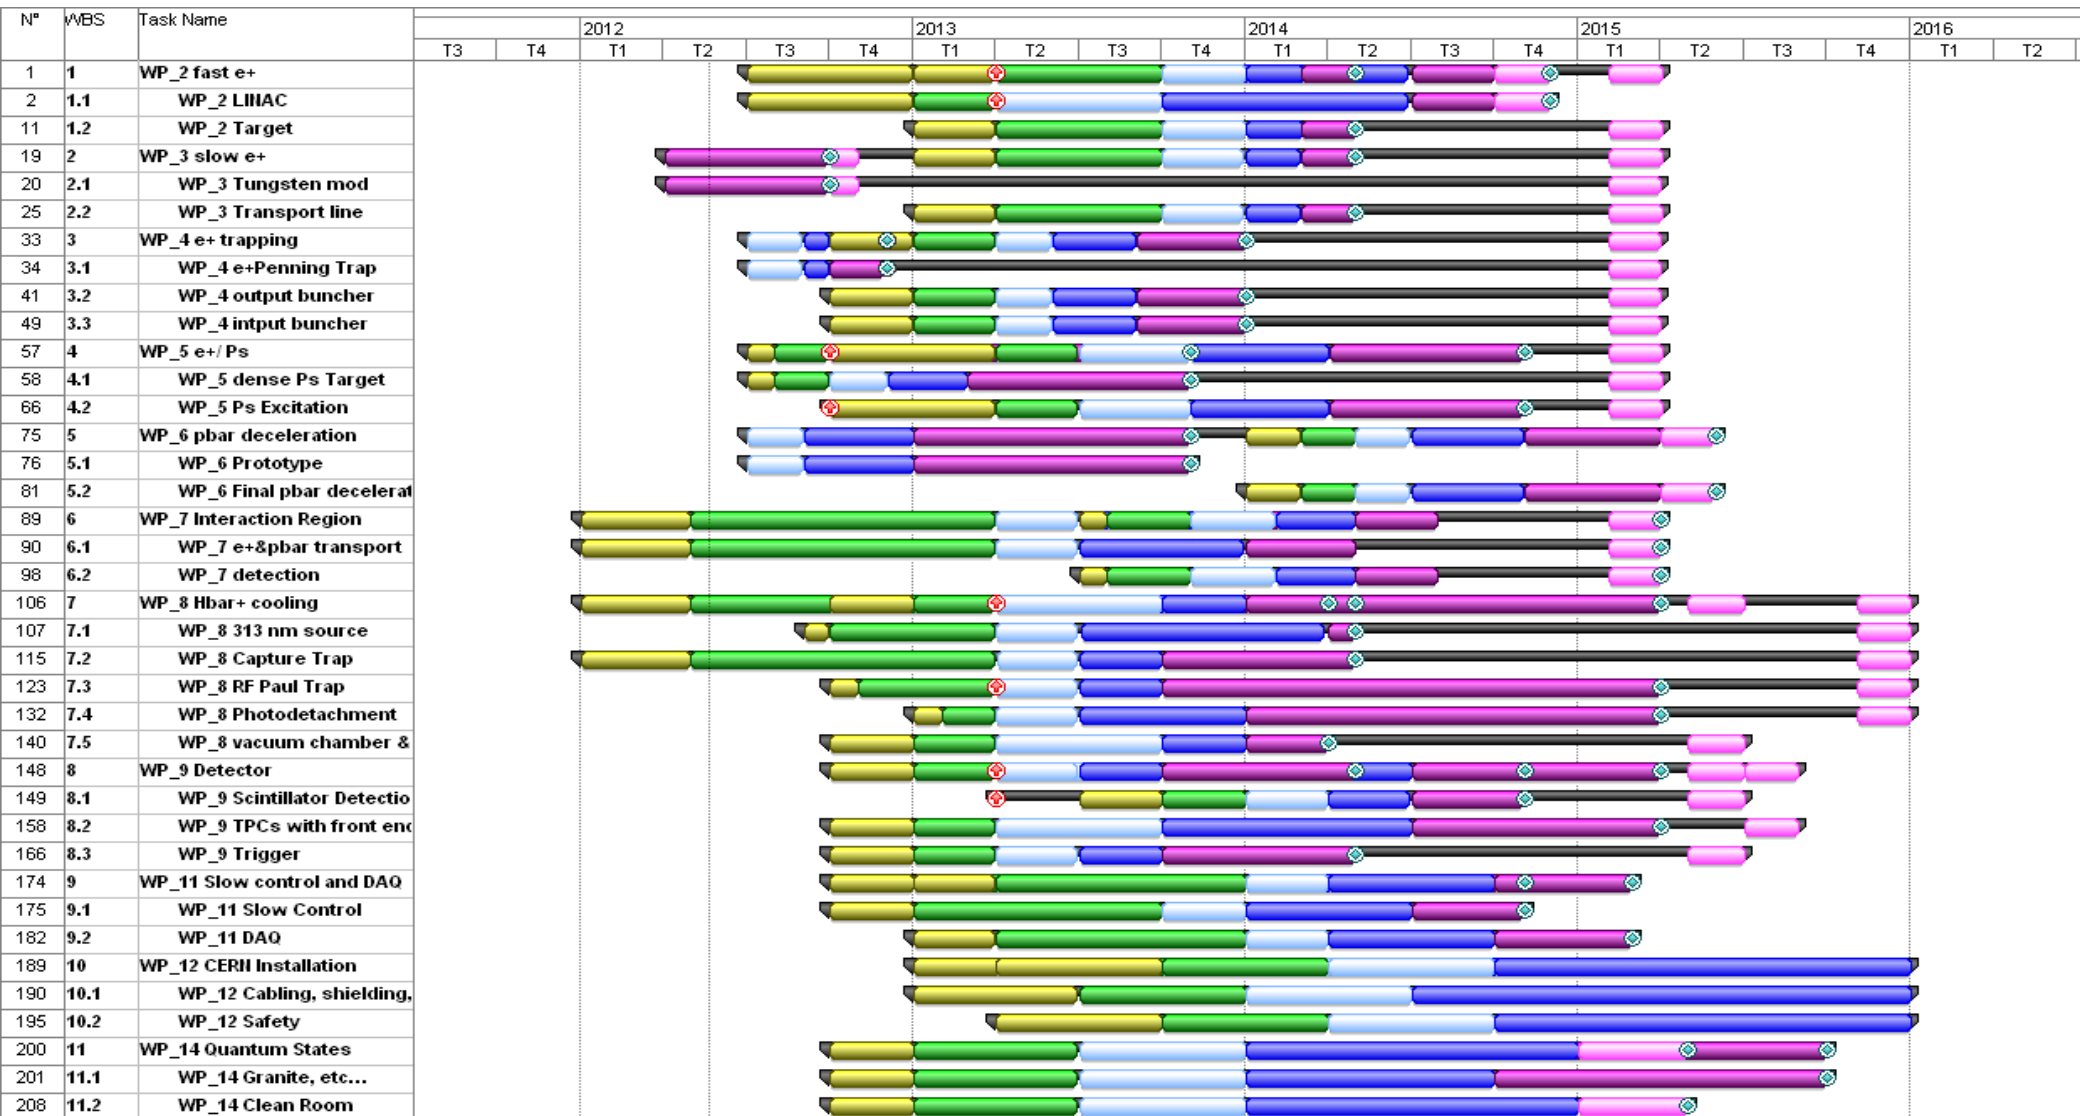 N° WBS Task Name
2012 2013 2014 2015 2016
T3 T4 T1 T2 T3 T4 T1 T2 T3 T4 T1 T2 T3 T4 T1 T2 T3 T4 T1 T2
1 1 WP_2 fast e+
2 1.1 WP_2 LINAC
11 1.2 WP_2 Target
19 2 WP_3 slow e+
20 2.1 WP_3 Tungsten mod
25 2.2 WP_3 Transport line
33 3 WP_4 e+ trapping
34 3.1 WP_4 e+Penning Trap
41 3.2 WP_4 output buncher
49 3.3 WP_4 intput buncher
57 4 WP_5 e+/ Ps
58 4.1 WP_5 dense Ps Target
66 4.2 WP_5 Ps Excitation
75 5 WP_6 pbar deceleration
76 5.1 WP_6 Prototype
81 5.2 WP_6 Final pbar decelerat
89 6 WP_7 Interaction Region
90 6.1 WP_7 e+&pbar transport
98 6.2 WP_7 detection
106 7 WP_8 Hbar+ cooling
107 7.1 WP_8 313 nm source
115 7.2 WP_8 Capture Trap
123 7.3 WP_8 RF Paul Trap
132 7.4 WP_8 Photodetachment
140 7.5 WP_8 vacuum chamber &
148 8 WP_9 Detector
149 8.1 WP_9 Scintillator Detectio
158 8.2 WP_9 TPCs with front end
166 8.3 WP_9 Trigger
174 9 WP_11 Slow control and DAQ
175 9.1 WP_11 Slow Control
182 9.2 WP_11 DAQ
189 10 WP_12 CERN Installation
190 10.1 WP_12 Cabling, shielding,
195 10.2 WP_12 Safety
200 11 WP_14 Quantum States
201 11.1 WP_14 Granite, etc...
208 11.2 WP_14 Clean Room